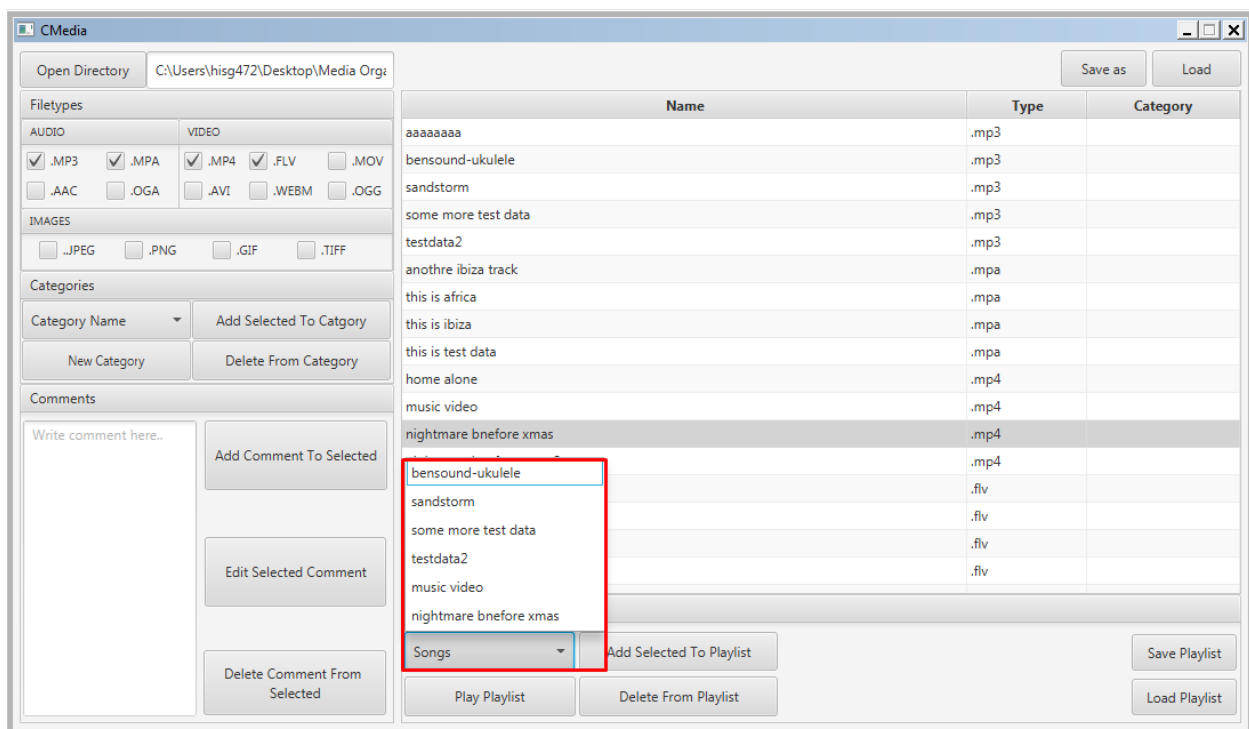 CMedia
Open Directory C:\Users\hisg472\Desktop\Media Orga Save as Load
Filetypes
AUDIO VIDEO
.MP3 .MPA .MP4 .FLV .MOV
.AAC .OGA .AVI .WEBM .OGG
IMAGES
..JPEG .PNG .GIF .TIFF
Categories
Category Name Add Selected To Catgory
New Category Delete From Category
Comments
Write comment here..
Add Comment To Selected
Edit Selected Comment
Delete Comment From
Selected
Name Type Category
aaaaaaaa .mp3
bensound-ukulele .mp3
sandstorm .mp3
some more test data .mp3
testdata2 .mp3
anothre ibiza track .mpa
this is africa .mpa
this is ibiza .mpa
this is test data .mpa
home alone .mp4
music video .mp4
nightmare bnefore xmas .mp4
.mp4
.flv
.flv
.flv
.flv
bensound-ukulele
sandstorm
some more test data
testdata2
music video
nightmare bnefore xmas
Songs Add Selected To Playlist Save Playlist
Play Playlist Delete From Playlist Load Playlist